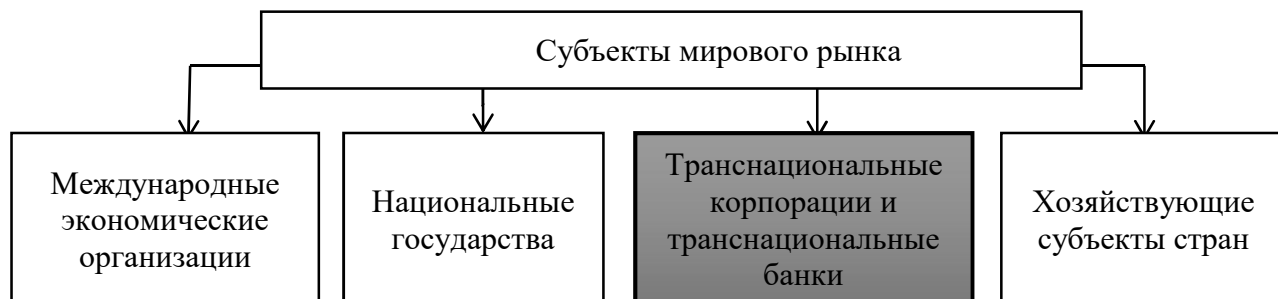 Субъекты мирового рынка
Международные
экономические
организации
Национальные
государства
Транснациональные
корпорации и
транснациональные
банки
Хозяйствующие
субъекты стран